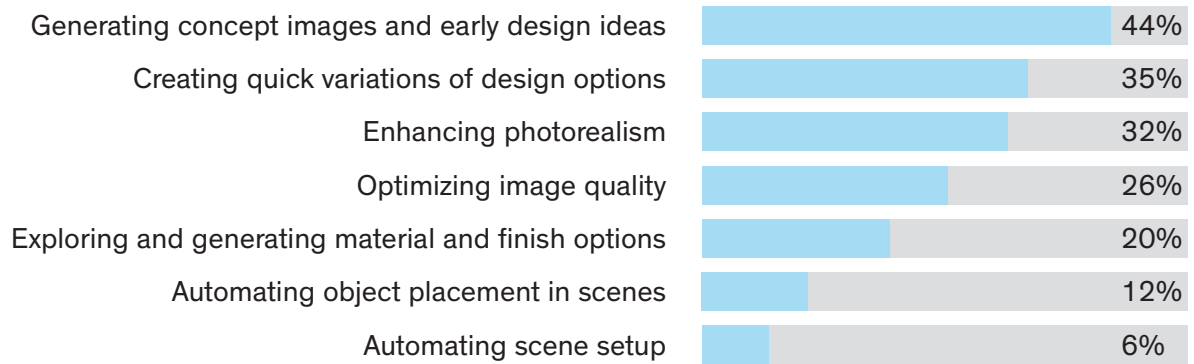 Generating concept images and early design ideas 44%
Creating quick variations of design options 35%
Enhancing photorealism 32%
Optimizing image quality 26%
Exploring and generating material and finish options 20%
Automating object placement in scenes 12%
Automating scene setup 6%